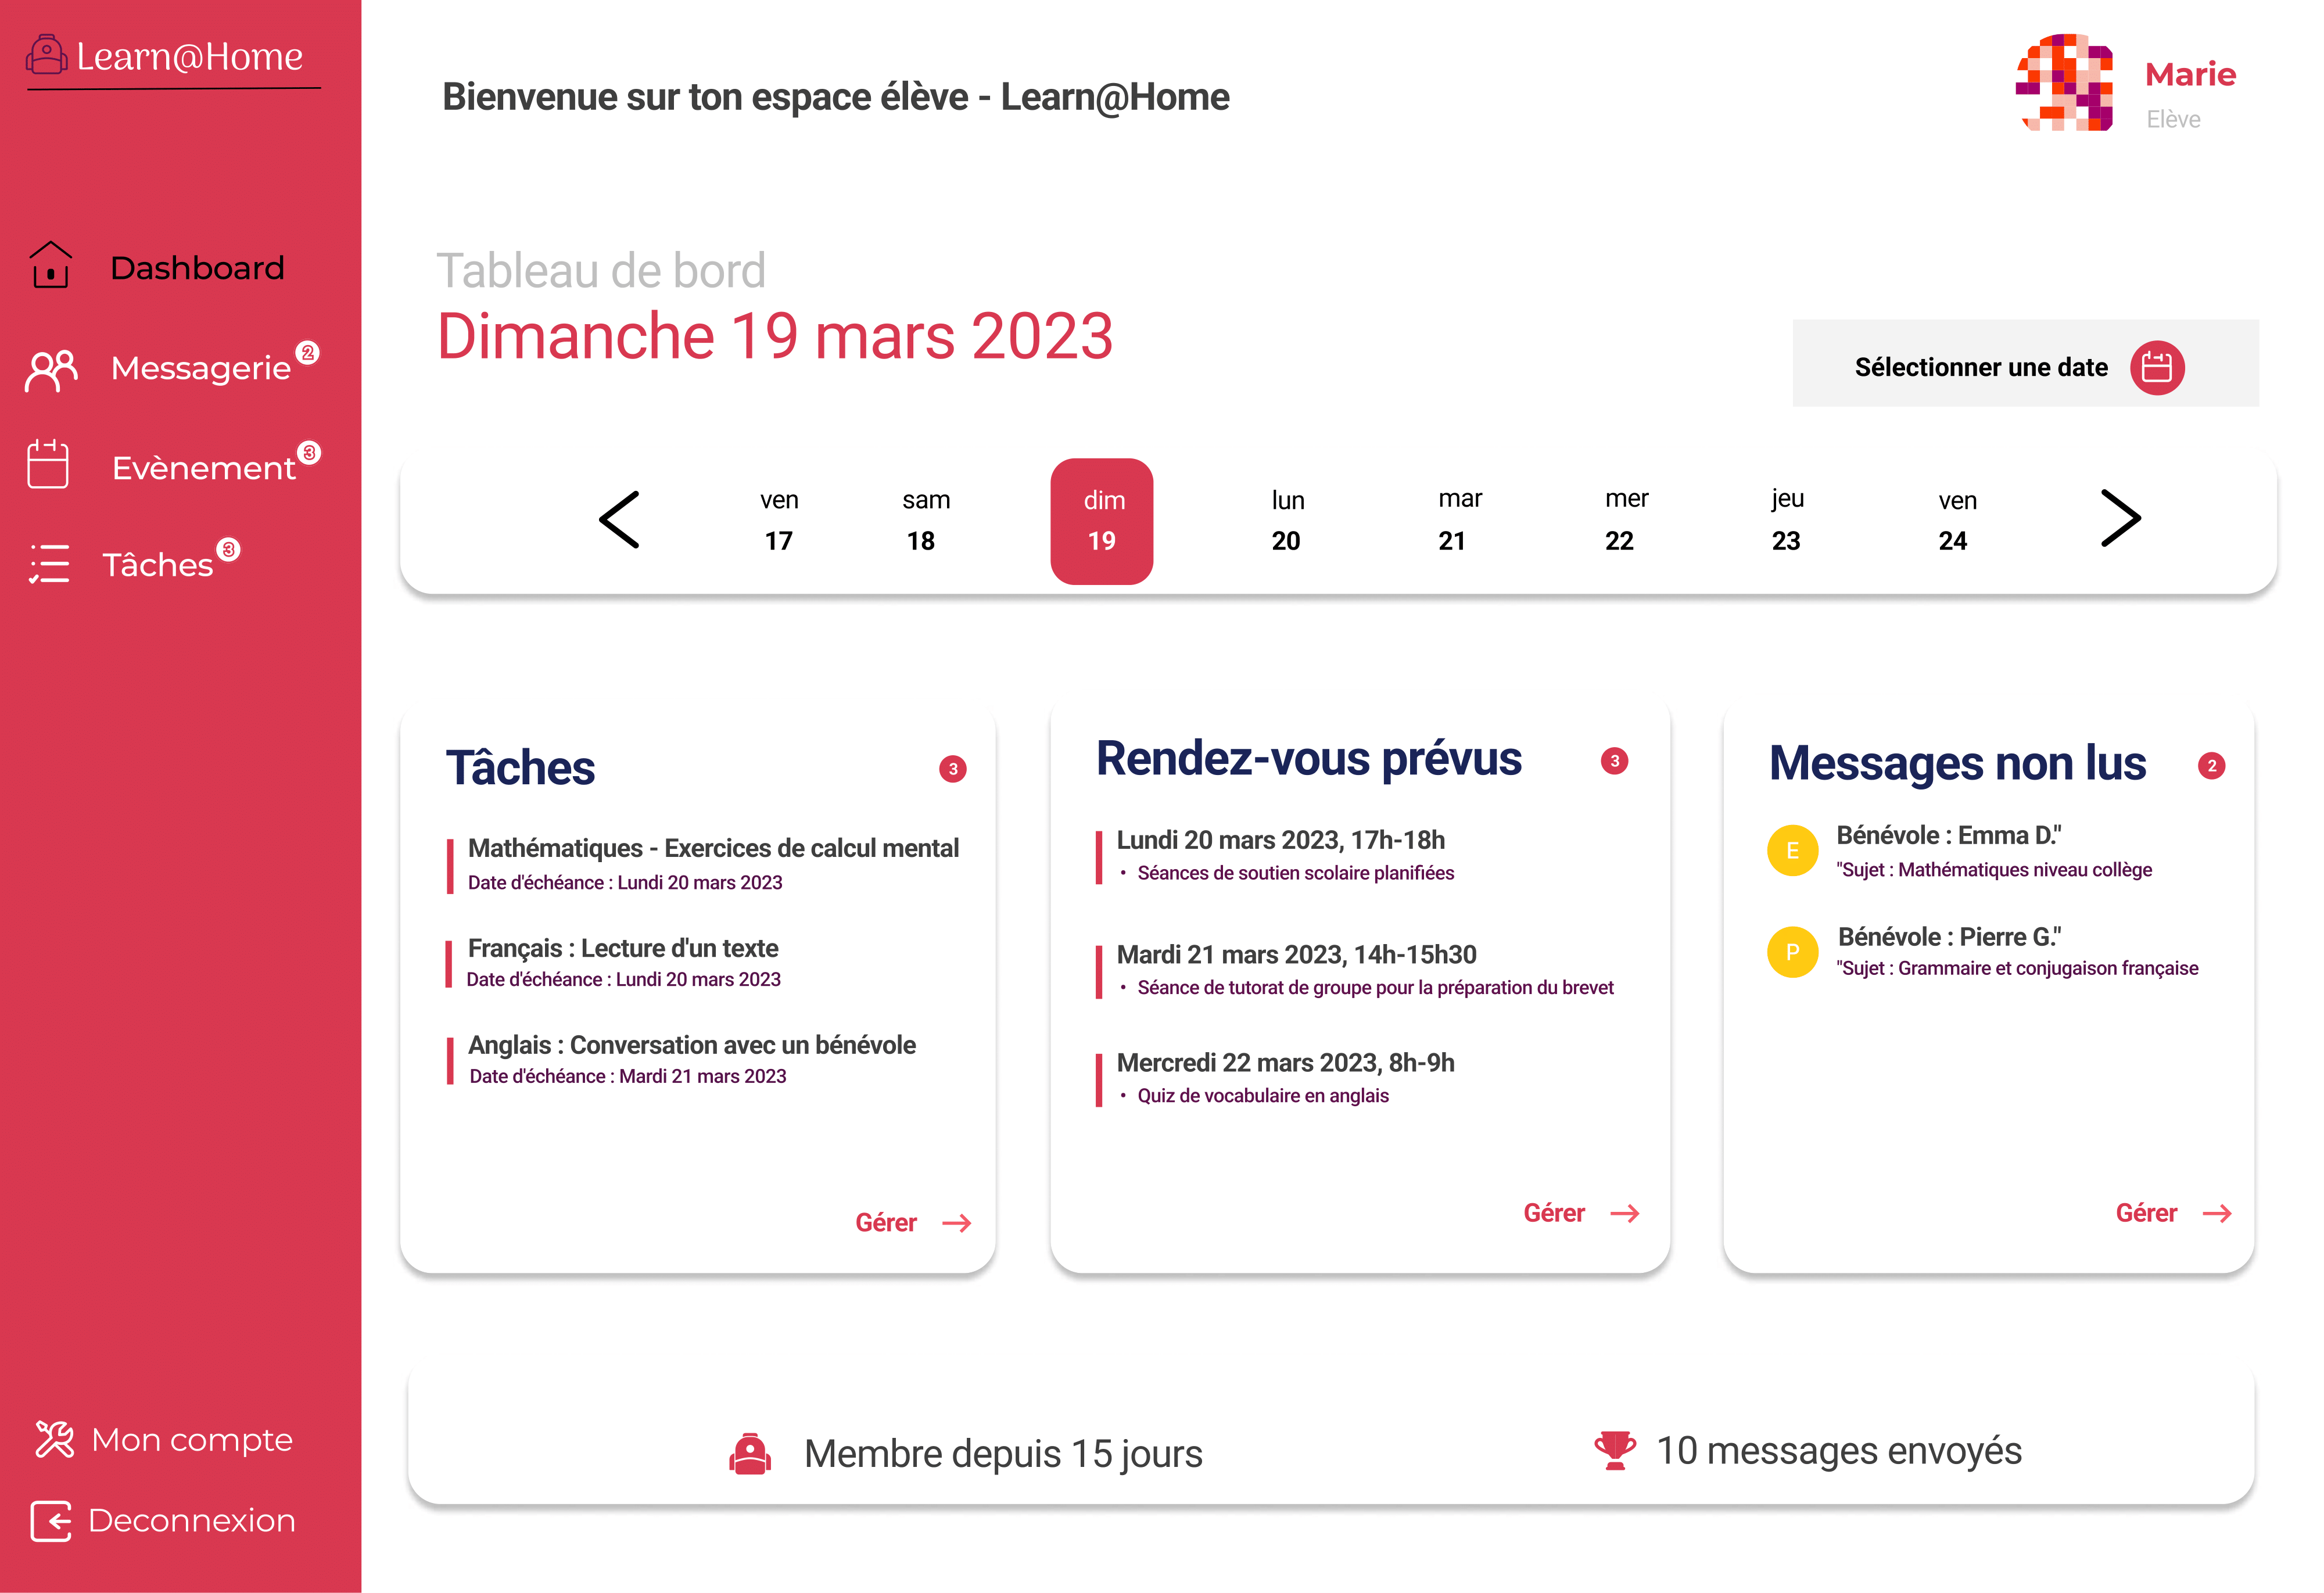 Learn@Home
Dashboard
Messagerie 2
Evènement 3
Tâches 3
Mon compte
Deconnexion
Bienvenue sur ton espace élève - Learn@Home
Marie
Elève
Tableau de bord
Dimanche 19 mars 2023
Sélectionner une date
ven sam dim lun mar mer jeu ven
17 18 19 20 21 22 23 24
Tâches 3
Mathématiques - Exercices de calcul mental
Date d'échéance : Lundi 20 mars 2023
Français : Lecture d'un texte
Date d'échéance : Lundi 20 mars 2023
Anglais : Conversation avec un bénévole
Date d'échéance : Mardi 21 mars 2023
Gérer
Rendez-vous prévus 3
Lundi 20 mars 2023, 17h-18h
• Séances de soutien scolaire planifiées
Mardi 21 mars 2023, 14h-15h30
• Séance de tutorat de groupe pour la préparation du brevet
Mercredi 22 mars 2023, 8h-9h
• Quiz de vocabulaire en anglais
Gérer
Messages non lus 2
E
Bénévole : Emma D."
"Sujet : Mathématiques niveau collège
P
Bénévole : Pierre G."
"Sujet : Grammaire et conjugaison française
Gérer
Membre depuis 15 jours
10 messages envoyés